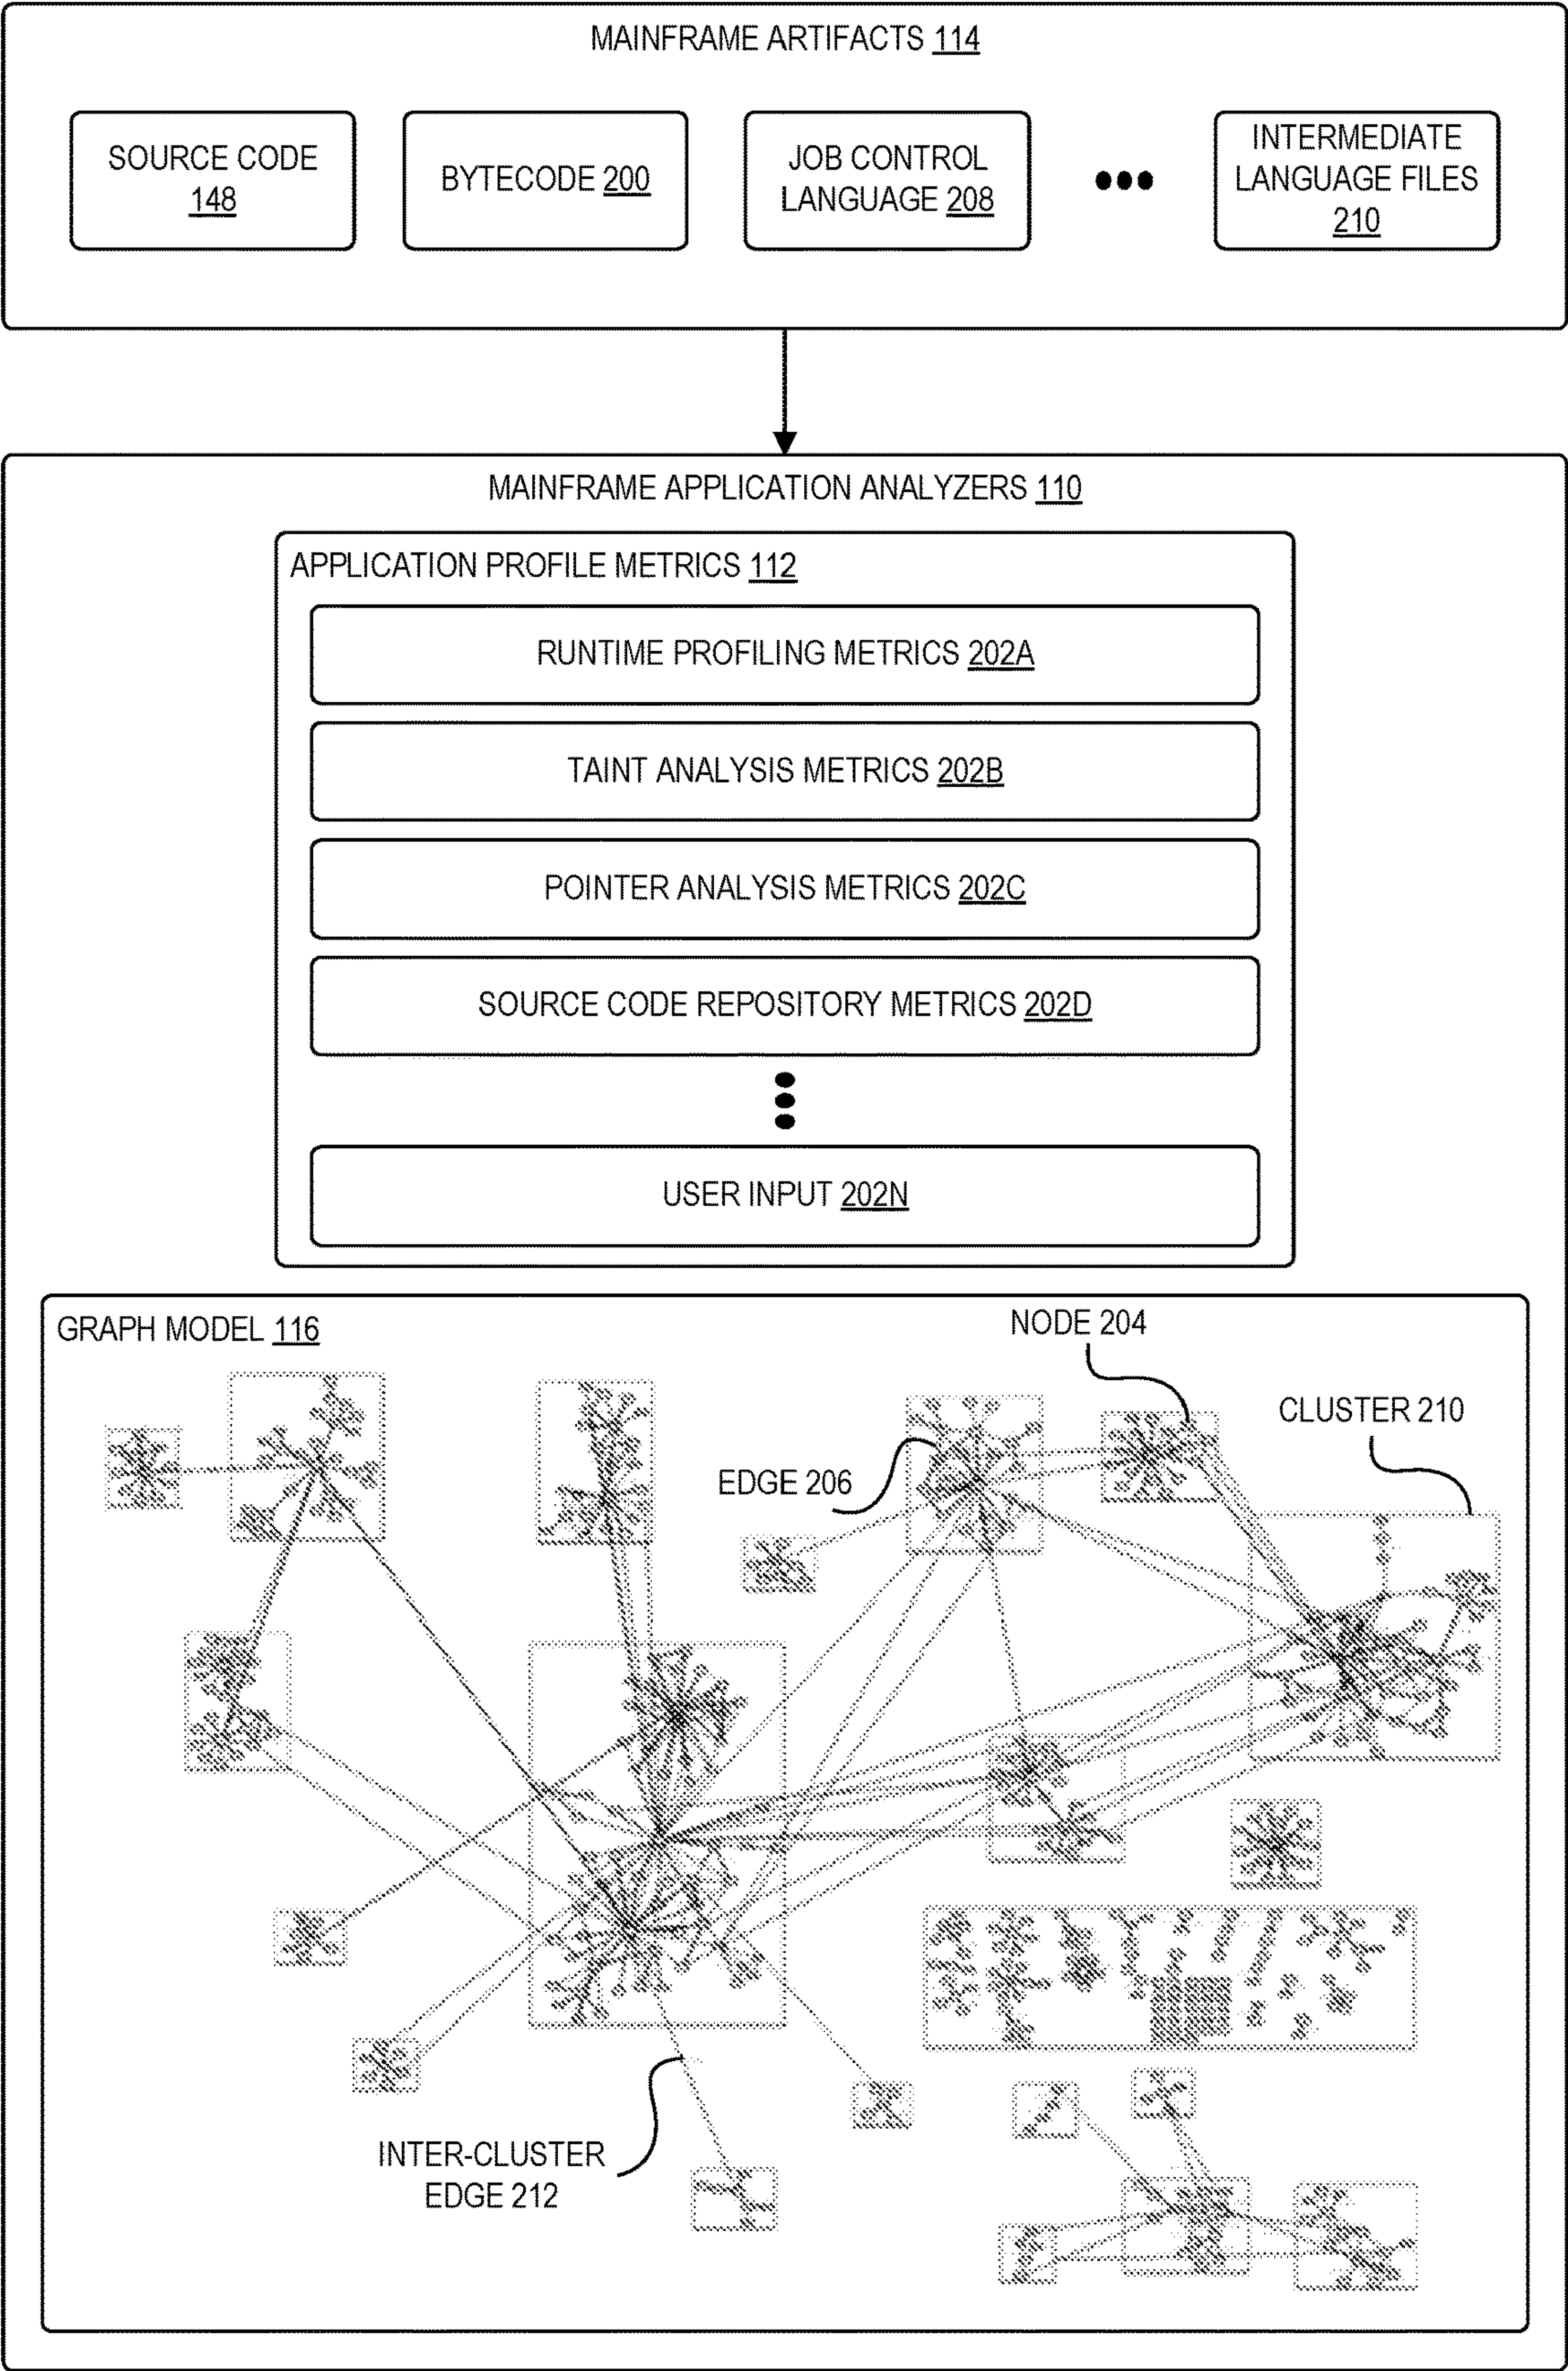 MAINFRAME ARTIFACTS 114
SOURCE CODE
148
BYTECODE 200
JOB CONTROL
LANGUAGE 208
INTERMEDIATE
LANGUAGE FILES
210
MAINFRAME APPLICATION ANALYZERS 110
APPLICATION PROFILE METRICS 112
RUNTIME PROFILING METRICS 202A
TAINT ANALYSIS METRICS 202B
POINTER ANALYSIS METRICS 202C
SOURCE CODE REPOSITORY METRICS 202D
USER INPUT 202N
GRAPH MODEL 116
NODE 204
CLUSTER 210
EDGE 206
INTER-CLUSTER
EDGE 212